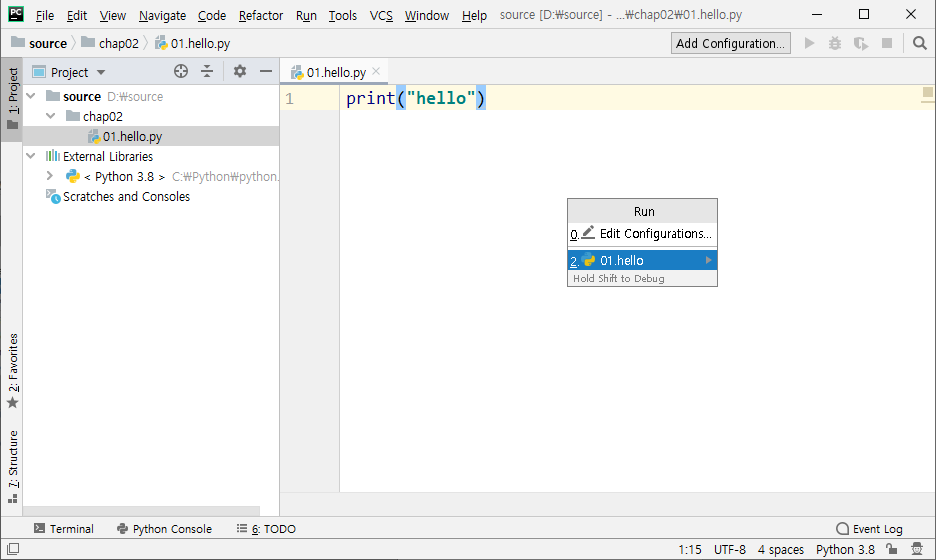 PC File Edit View Navigate Code Refactor Run Tools VCS Window Help source [D:₩source] - ...₩chap02₩01.hello.py
source chap02 01.hello.py Add Configuration...
1: Project
Project
01.hello.py
source D:₩source
chap02
01.hello.py
External Libraries
< Python 3.8 > C:₩Python₩python.
Scratches and Consoles
1 print("hello")
Run
0. Edit Configurations...
2. 01.hello
Hold Shift to Debug
2: Favorites
7: Structure
Terminal Python Console 6: TODO Event Log
1:15 UTF-8 4 spaces Python 3.8